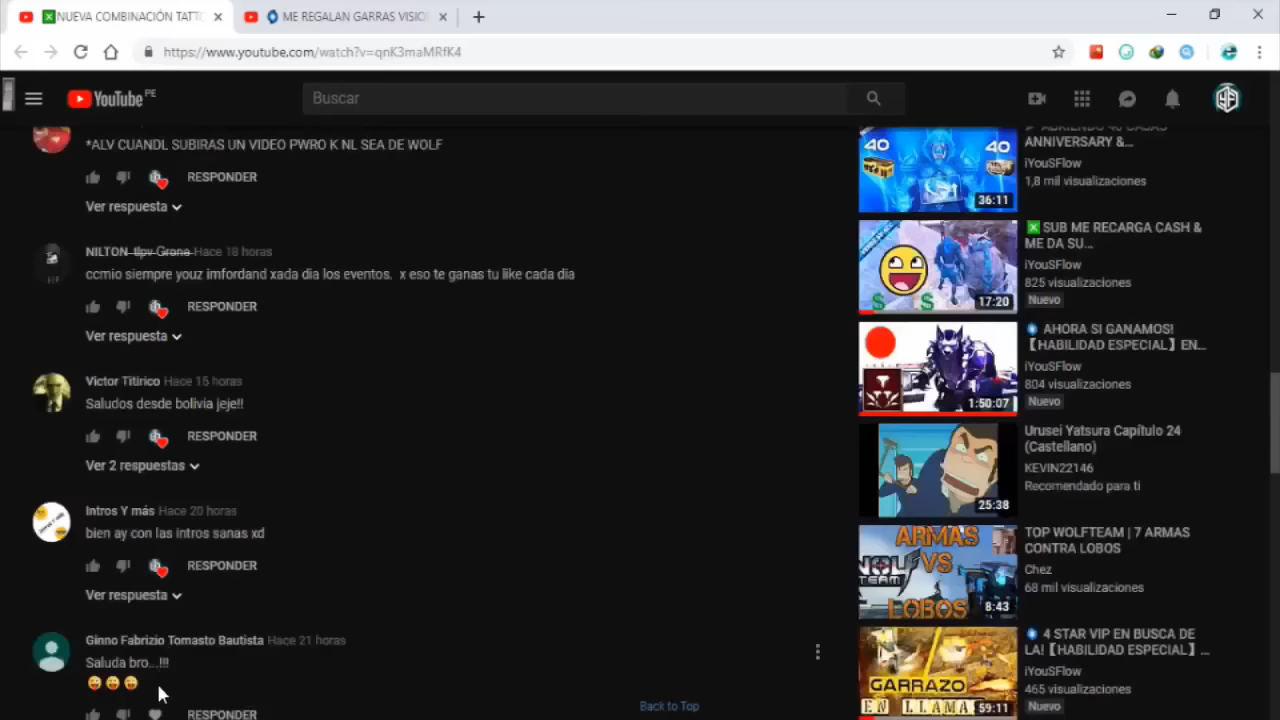 NUEVA COMBINACIÓN TATT
ME REGALAN GARRAS VISIO
https://www.youtube.com/watch?v=qnK3maMRfK4
YouTube PE
Buscar
*ALV CUANDL SUBIRAS UN VIDEO PWRO K NL SEA DE WOLF
RESPONDER
Ver respuesta
NILTON Hace 18 horas
ccmio siempre youz imfordand xada dia los eventos. x eso te ganas tu like cada dia
RESPONDER
Ver respuesta
Victor Titirico Hace 15 horas
Saludos desde bolivia jeje!!
RESPONDER
Ver 2 respuestas
Intros Y más Hace 20 horas
bien ay con las intros sanas xd
RESPONDER
Ver respuesta
Ginno Fabrizio Tomasto Bautista Hace 21 horas
Saluda bro...!!!
RESPONDER
Back to Top
40 40
36:11
ANNIVERSARY &...
iYouSFlow
1,8 mil visualizaciones
17:20
SUB ME RECARGA CASH &
ME DA SU...
iYouSFlow
825 visualizaciones
Nuevo
1:50:07
AHORA SI GANAMOS!
【HABILIDAD ESPECIAL】EN...
iYouSFlow
804 visualizaciones
Nuevo
25:38
Urusei Yatsura Capítulo 24
(Castellano)
KEVIN22146
Recomendado para ti
ARMAS
VS
WOLF
TEAM
LOBOS
8:43
TOP WOLFTEAM | 7 ARMAS
CONTRA LOBOS
Chez
68 mil visualizaciones
GARRAZO
EN LLAMA
59:11
4 STAR VIP EN BUSCA DE
LA!【HABILIDAD ESPECIAL】...
iYouSFlow
465 visualizaciones
Nuevo